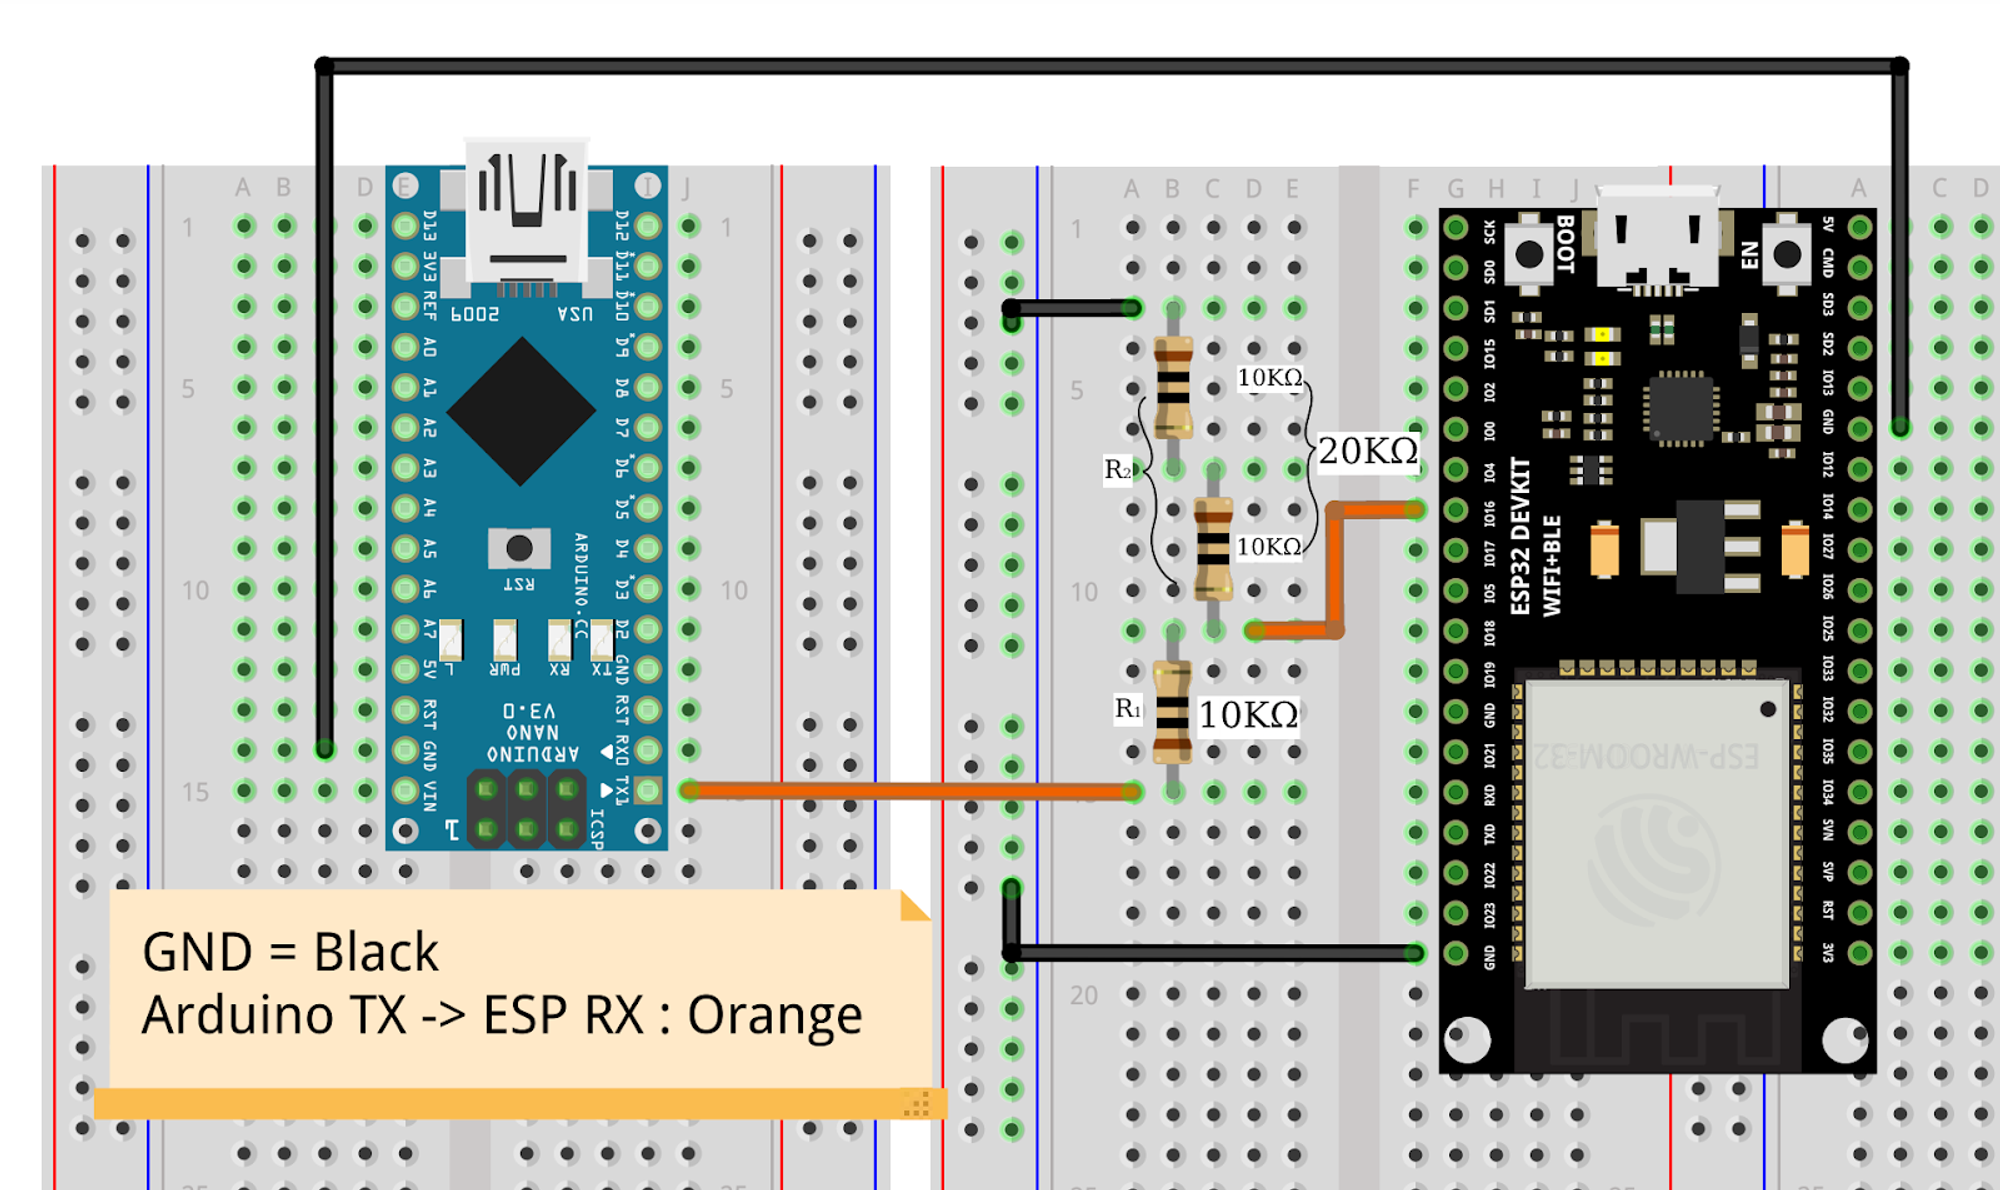 A B D E I J
1 1
5 5
10 10
15
D13
3V3
REF
A0
A1
A2
A3
A4
A5
A6
A7
5V
RST
GND
VIN
D12
D11
D10
D9
D8
D7
D6
D5
D4
D3
D2
GND
RST
RX0
TX1
2009 USA
RST
ARDUINO.CC
L PWR RX TX
ARDUINO
NANO
V3.0
1
ICSP
A B C D E F G H I J A C D
1
5
10
20
R2
10KΩ
10KΩ
20KΩ
R1
10KΩ
SCK
SD0
SD1
IO15
IO2
IO0
IO4
IO16
IO17
IO5
IO18
IO19
GND
IO21
RXD
TXD
IO22
IO23
GND
BOOT
EN
ESP32 DEVKIT
WIFI+BLE
ESP-WROOM-32
5V
CMD
SD3
SD2
IO13
GND
IO12
IO14
IO27
IO26
IO25
IO33
IO32
IO35
IO34
SVN
SVP
RST
3V3
GND = Black
Arduino TX -> ESP RX : Orange